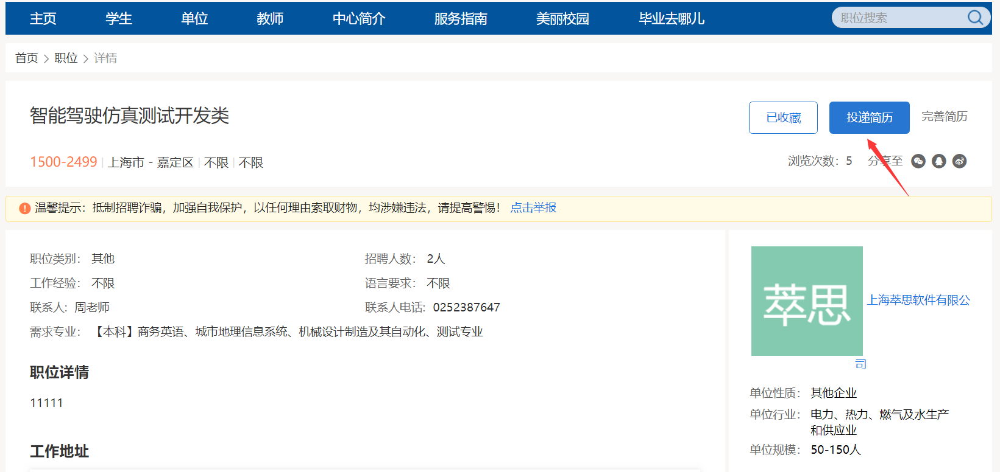 主页 学生 单位 教师 中心简介 服务指南 美丽校园 毕业去哪儿 职位搜索
首页 > 职位 > 详情
智能驾驶仿真测试开发类
已收藏 投递简历 完善简历
1500-2499 | 上海市 - 嘉定区 | 不限 | 不限
浏览次数：5 分享至
温馨提示：抵制招聘诈骗，加强自我保护，以任何理由索取财物，均涉嫌违法，请提高警惕！ 点击举报
职位类别： 其他 招聘人数： 2人
工作经验： 不限 语言要求： 不限
联系人: 周老师 联系人电话: 0252387647
需求专业： 【本科】商务英语、城市地理信息系统、机械设计制造及其自动化、测试专业
职位详情
11111
工作地址
萃思
上海萃思软件有限公
司
单位性质： 其他企业
单位行业： 电力、热力、燃气及水生产
和供应业
单位规模： 50-150人